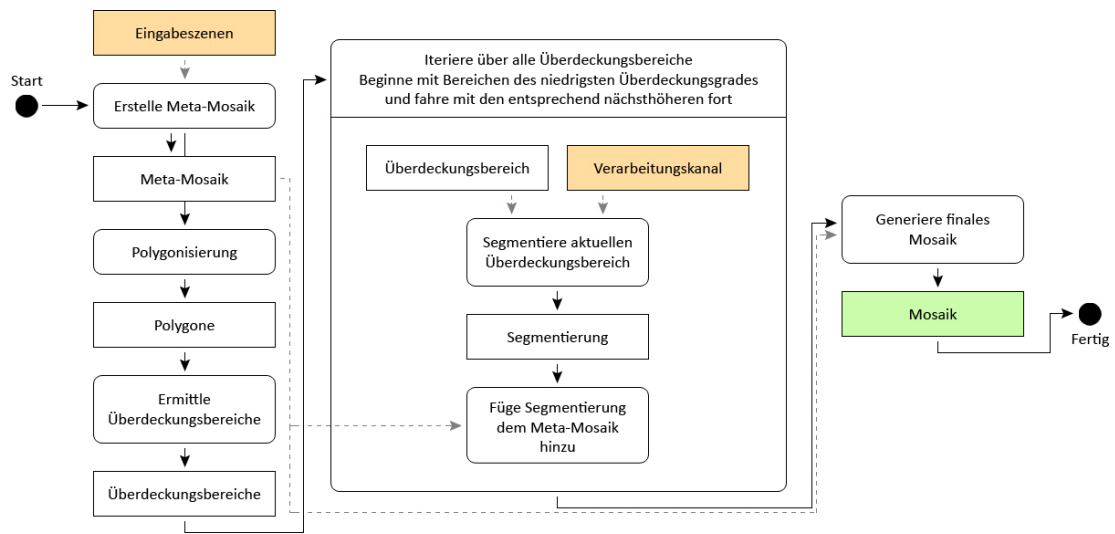 Eingabeszenen
Start
Erstelle Meta-Mosaik
Meta-Mosaik
Polygonisierung
Polygone
Ermittle
Überdeckungsbereiche
Überdeckungsbereiche
Iteriere über alle Überdeckungsbereiche
Beginne mit Bereichen des niedrigsten Überdeckungsgrades
und fahre mit den entsprechend nächsthöheren fort
Überdeckungsbereich
Verarbeitungskanal
Segmentiere aktuellen
Überdeckungsbereich
Segmentierung
Füge Segmentierung
dem Meta-Mosaik
hinzu
Generiere finales
Mosaik
Mosaik
Fertig